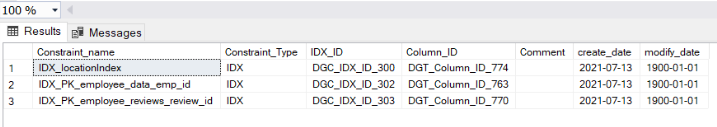 100 %
Results Messages
Constraint_name Constraint_Type IDX_ID Column_ID Comment create_date modify_date
1 IDX_locationIndex IDX DGC_IDX_ID_300 DGT_Column_ID_774 2021-07-13 1900-01-01
2 IDX_PK_employee_data_emp_id IDX DGC_IDX_ID_302 DGT_Column_ID_763 2021-07-13 1900-01-01
3 IDX_PK_employee_reviews_review_id IDX DGC_IDX_ID_303 DGT_Column_ID_770 2021-07-13 1900-01-01